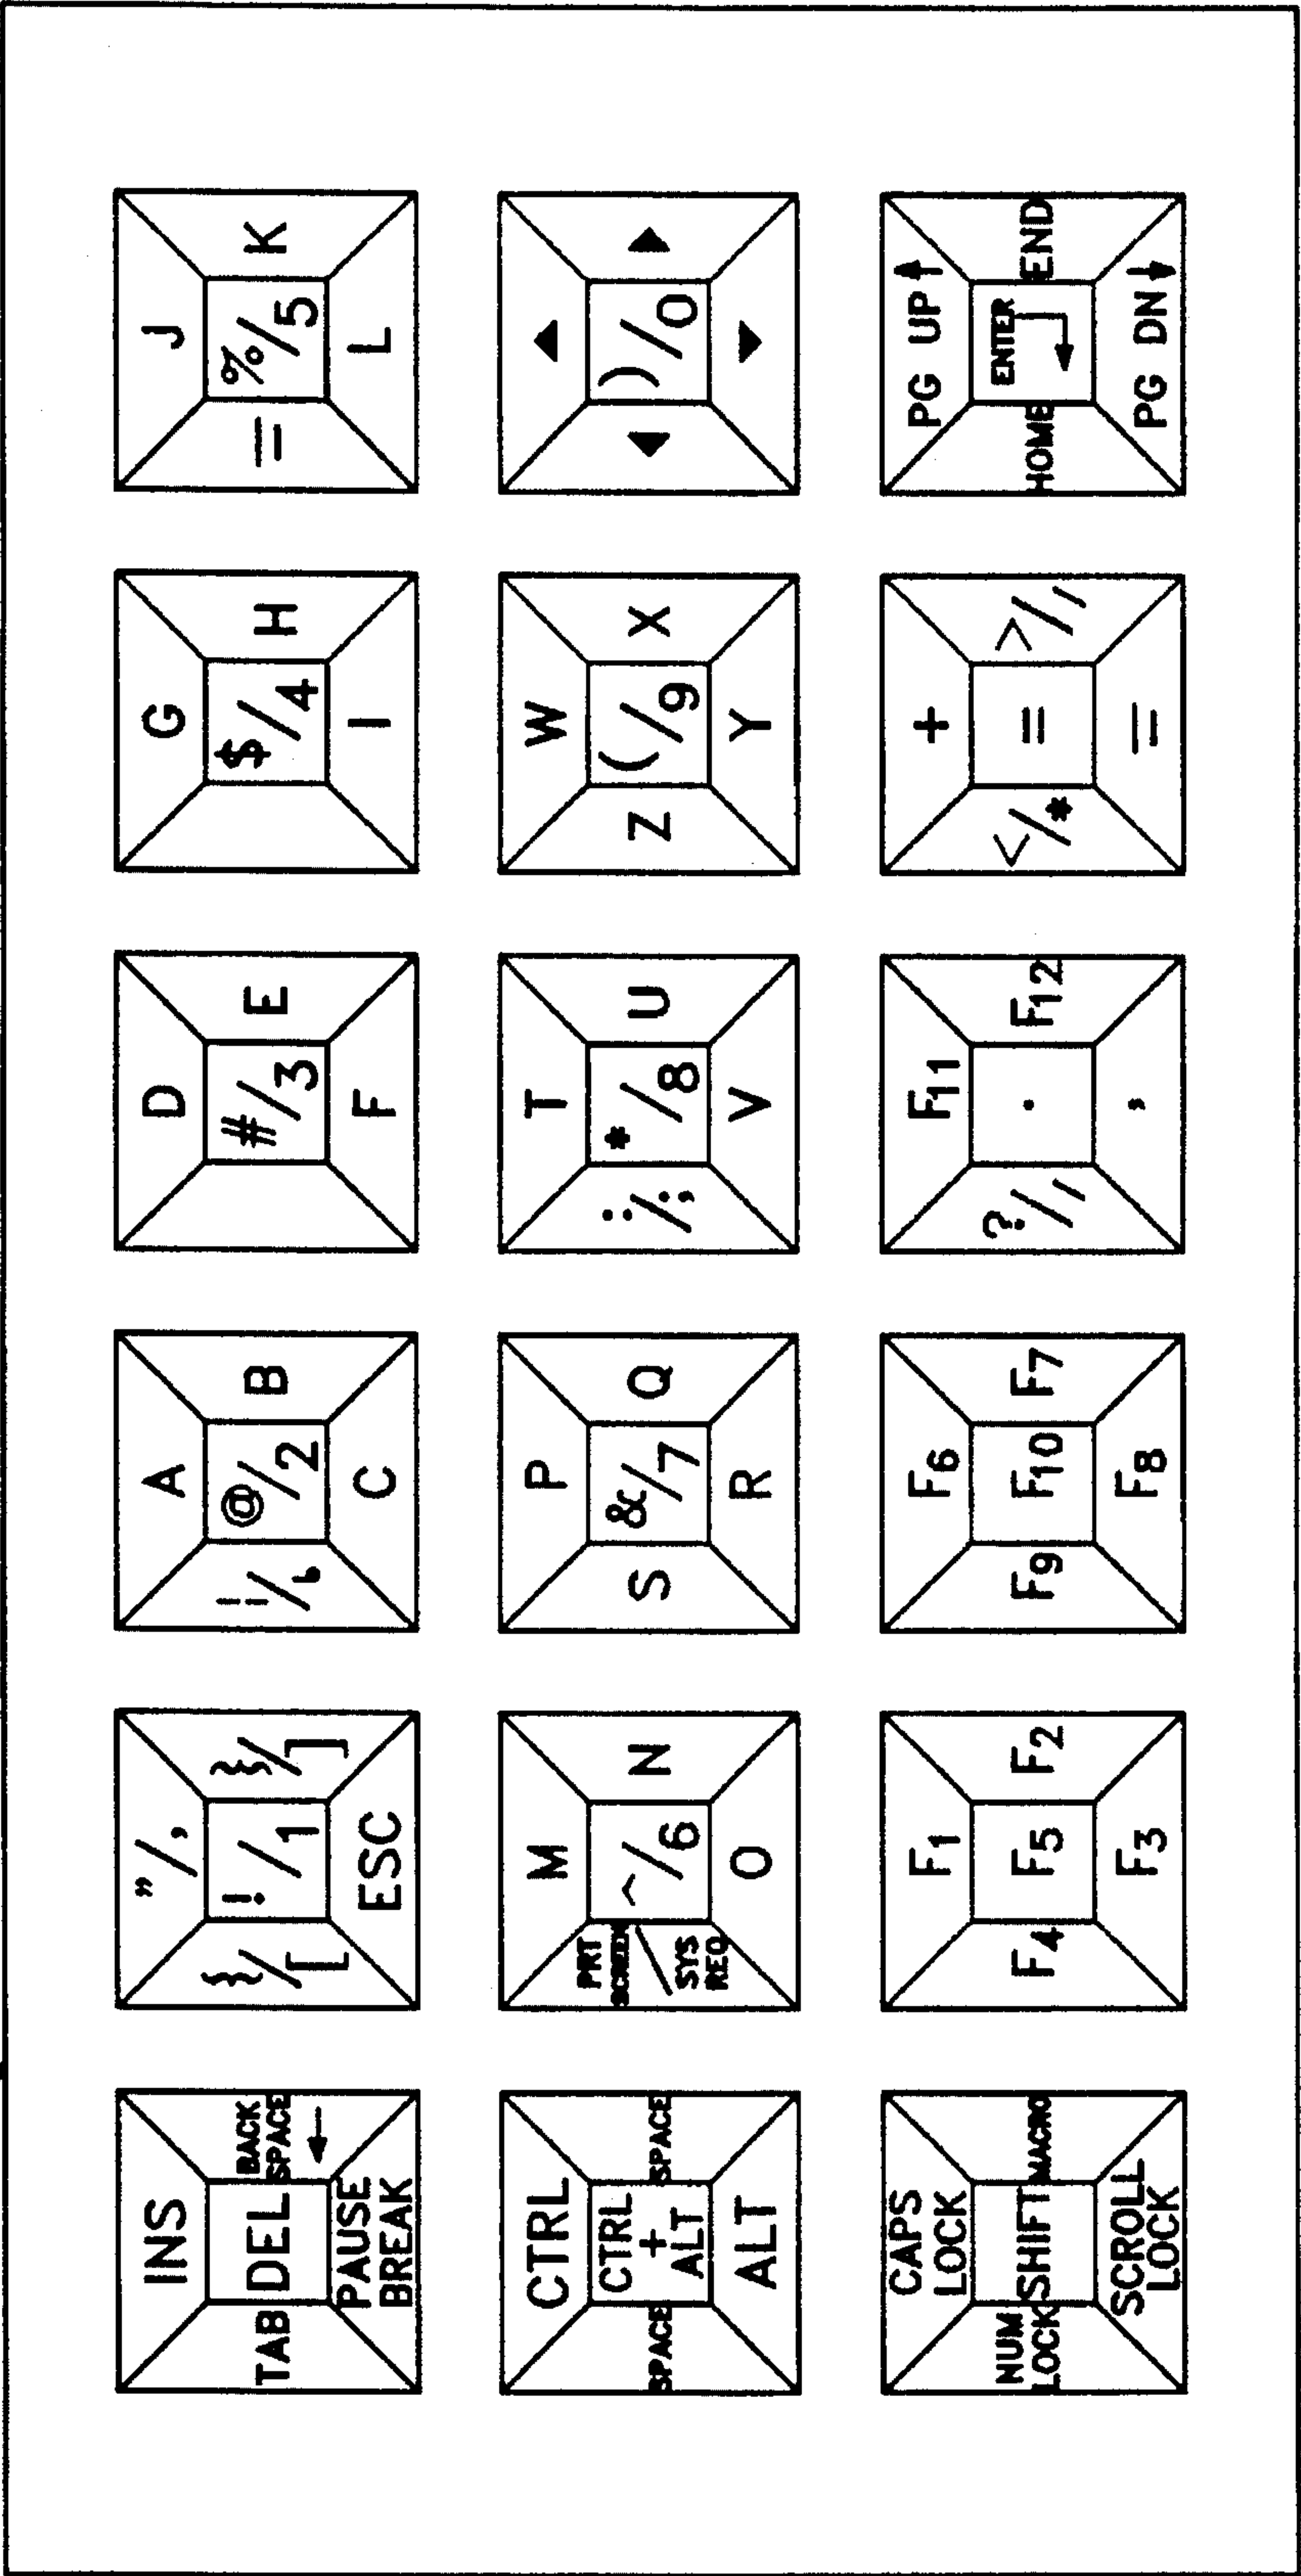 INS
TAB DEL BACK
SPACE
←
PAUSE
BREAK
"/,
}/[ !/1 }/]
ESC
A
@/2 B
C
D
#/3 E
F
G
$/4 H
I
J
= %/5 K
L
CTRL
SPACE CTRL
+
ALT SPACE
ALT
M
PRT
SCREEN
/
SYS
REQ
^/6 N
O
P
S &/7 Q
R
T
:/; */8 U
V
W
Z (/9 X
Y
)/0
CAPS
LOCK
NUM
LOCK SHIFT MACRO
SCROLL
LOCK
F1
F4 F5 F2
F3
F6
F9 F10 F7
F8
F11
?// . F12
,
+
</* = >//
=
PG UP↑
HOME ENTER END
PG DN↓